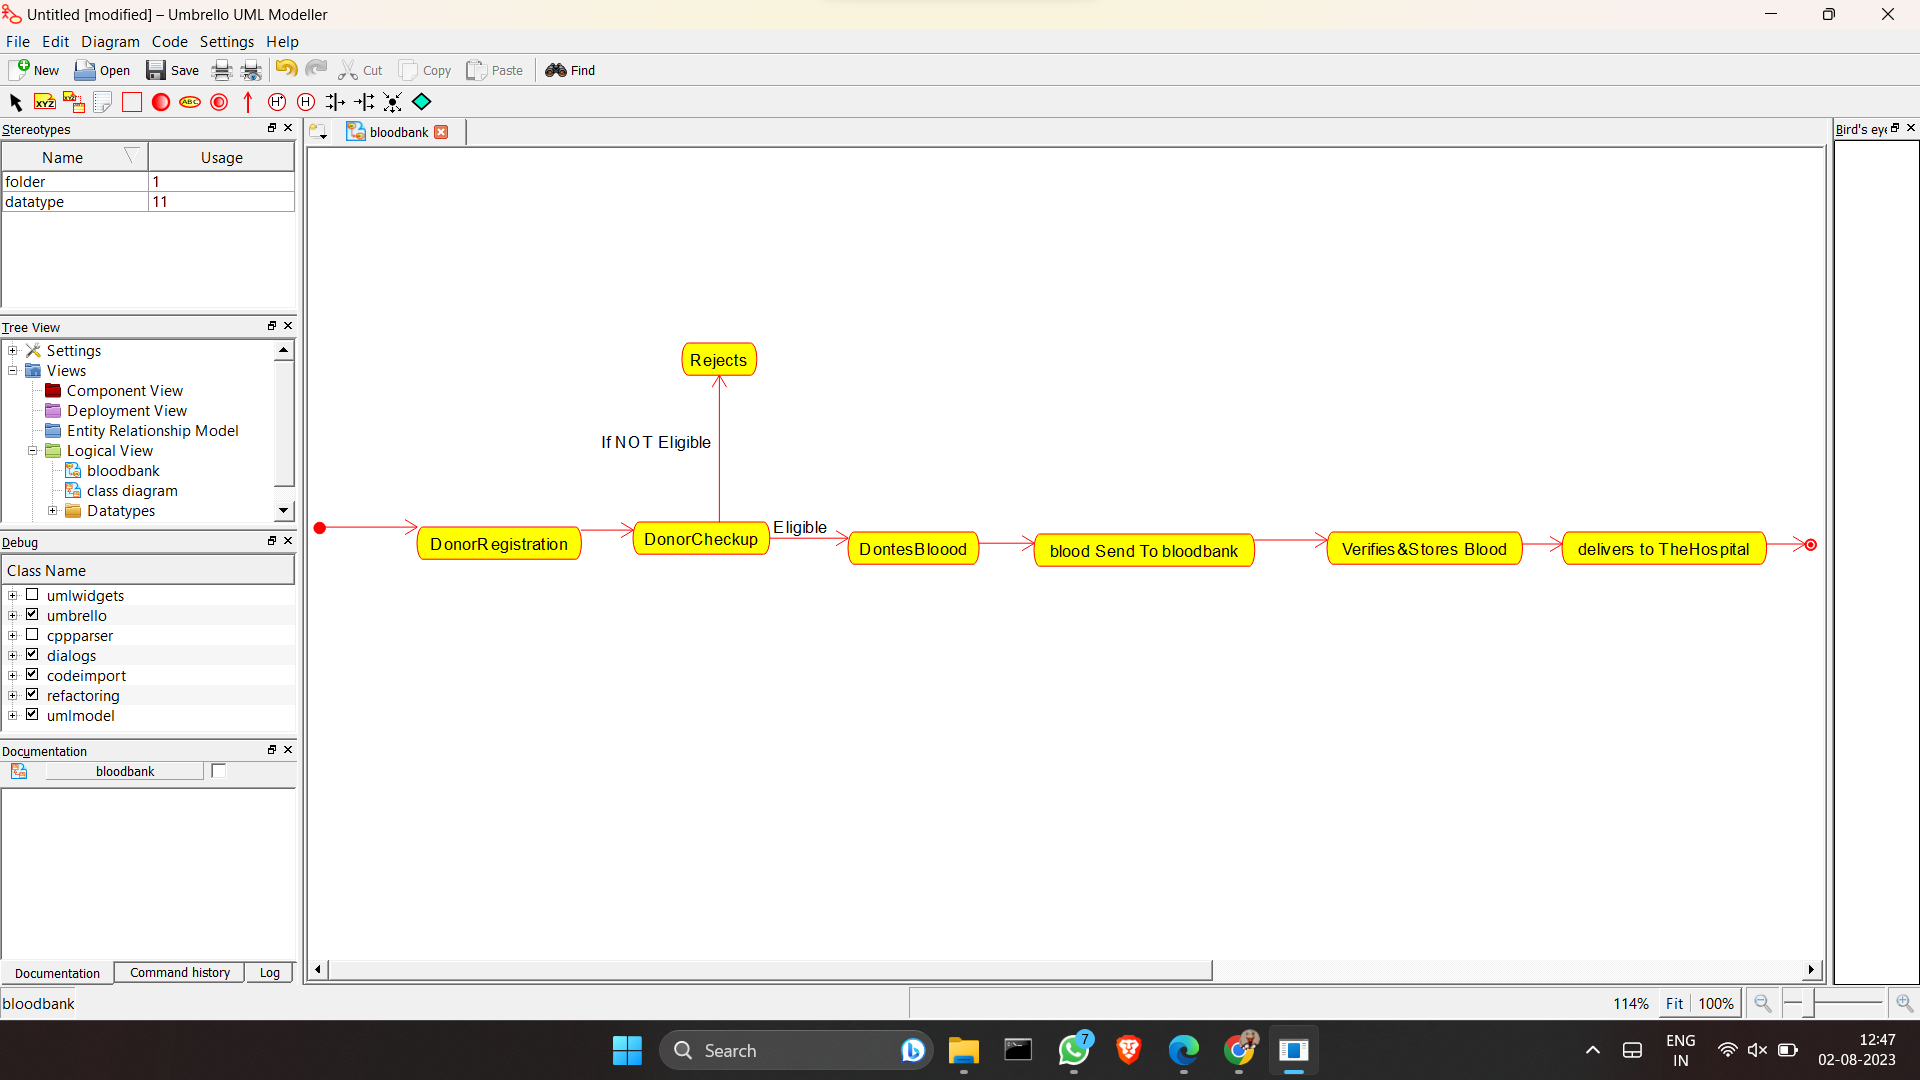 Untitled [modified] – Umbrello UML Modeller
File Edit Diagram Code Settings Help
New Open Save Cut Copy Paste Find
XYZ XYZ ABC H* H
Stereotypes
Name Usage
folder 1
datatype 11
Tree View
Settings
Views
Component View
Deployment View
Entity Relationship Model
Logical View
bloodbank
class diagram
Datatypes
Debug
Class Name
umlwidgets
umbrello
cppparser
dialogs
codeimport
refactoring
umlmodel
Documentation
bloodbank
Documentation Command history Log
bloodbank
bloodbank
Rejects
If NOT Eligible
Eligible
DonorRegistration
DonorCheckup
DontesBloood
blood Send To bloodbank
Verifies&Stores Blood
delivers to TheHospital
Bird's eye
114% Fit 100%
Search
7
ENG
IN
12:47
02-08-2023